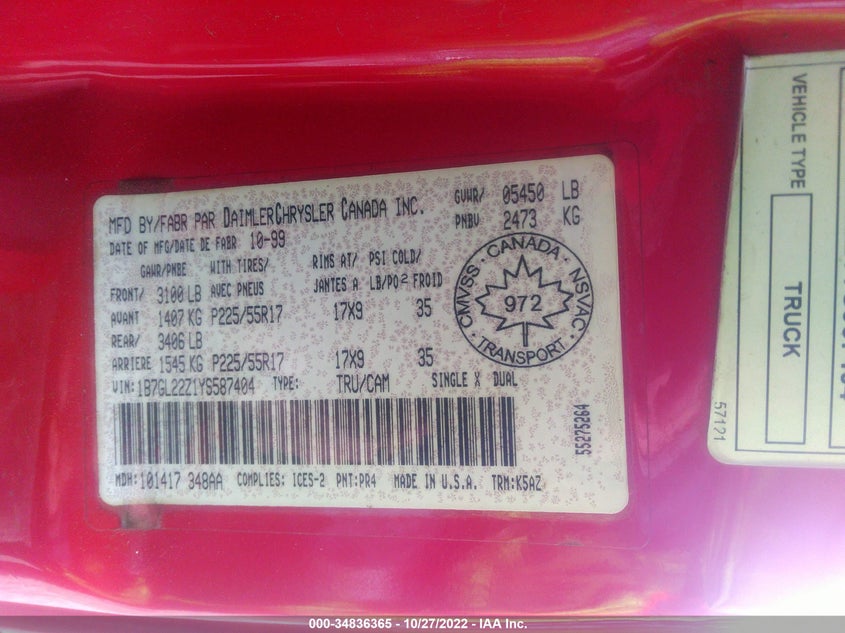 MFD BY/FABR PAR DAIMLERCHRYSLER CANADA INC. GVWR/ 05450 LB
DATE OF MFG/DATE DE FABR 10-99 PNBV 2473 KG
GAWR/PNBE WITH TIRES/ RIMS AT/ PSI COLD/
FRONT/ 3100 LB AVEC PNEUS JANTES A LB/PO2 FROID
AVANT 1407 KG P225/55R17 17X9 35
REAR/ 3406 LB
ARRIERE 1545 KG P225/55R17 17X9 35
VIN: 1B7GL22Z1YS587404 TYPE: TRU/CAM SINGLE X DUAL
CMVSS · CANADA · NSVAC · TRANSPORT ·
972
55275264
MDH: 101417 348AA COMPLIES: ICES-2 PNT: PR4 MADE IN U.S.A. TRM: K5AZ
VEHICLE TYPE
TRUCK
57121
000-34836365 | 10/27/2022 - IAA Inc.